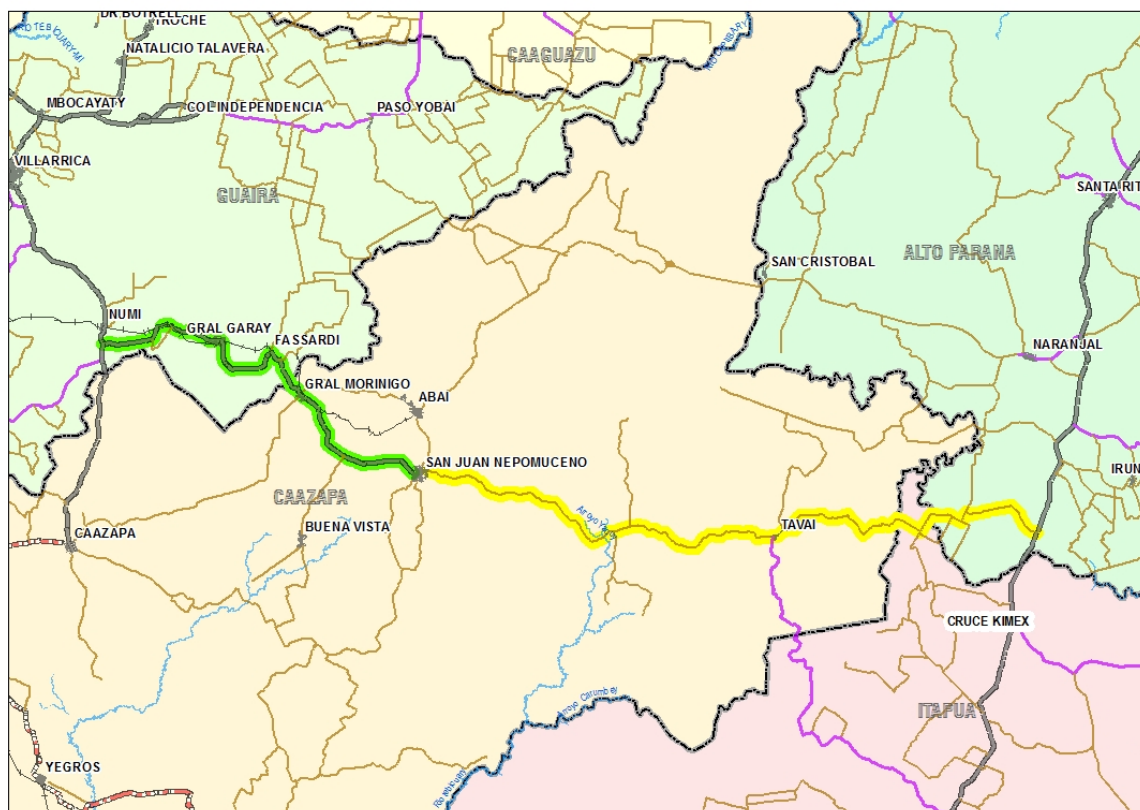 DR BOTRELL
TROCHE
NATALICIO TALAVERA
CAAGUAZU
MBOCAYATY
COL INDEPENDENCIA
PASO YOBAI
VILLARRICA
GUAIRA
SANTA RIT
ALTO PARANA
SAN CRISTOBAL
NUMI
GRAL GARAY
FASSARDI
NARANJAL
GRAL MORINIGO
ABAI
SAN JUAN NEPOMUCENO
IRUN
CAAZAPA
BUENA VISTA
TAVAI
CAAZAPA
CRUCE KIMEX
ITAPUA
YEGROS